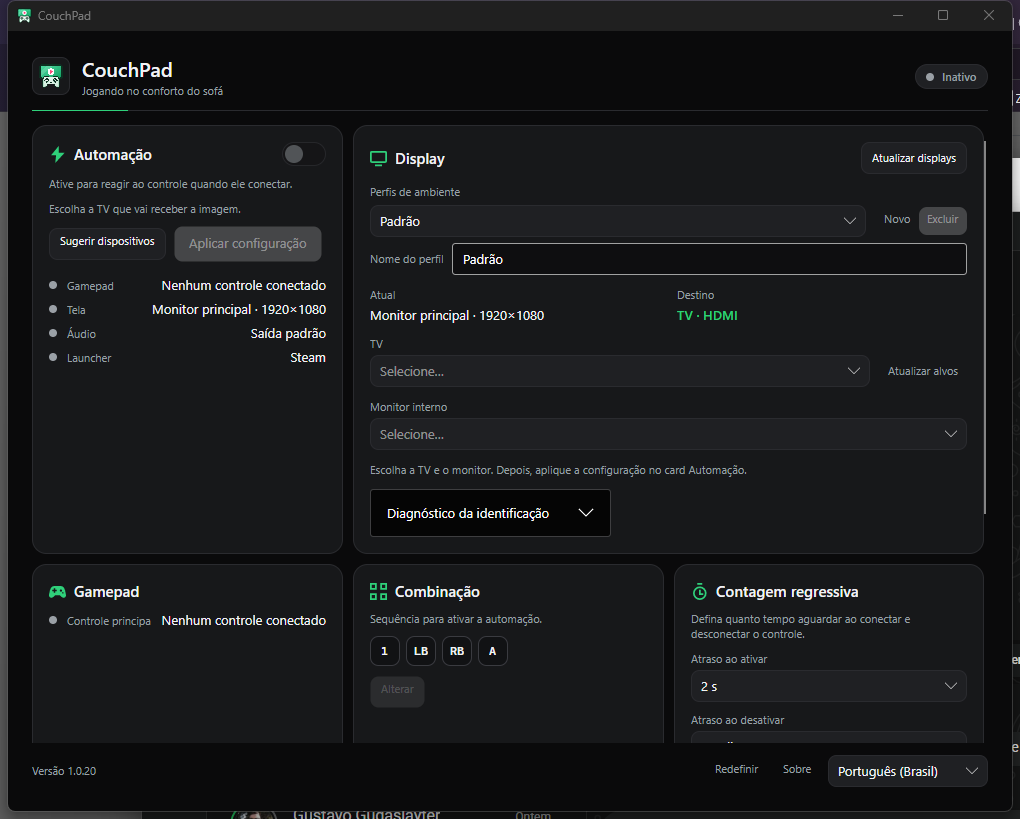 CouchPad
CouchPad
Jogando no conforto do sofá
Inativo
Automação
Ative para reagir ao controle quando ele conectar.
Escolha a TV que vai receber a imagem.
Sugerir dispositivos
Aplicar configuração
Gamepad
Nenhum controle conectado
Tela
Monitor principal · 1920×1080
Áudio
Saída padrão
Launcher
Steam
Display
Atualizar displays
Perfis de ambiente
Padrão
Novo
Excluir
Nome do perfil
Padrão
Atual
Destino
Monitor principal · 1920×1080
TV · HDMI
TV
Selecione...
Atualizar alvos
Monitor interno
Selecione...
Escolha a TV e o monitor. Depois, aplique a configuração no card Automação.
Diagnóstico da identificação
Gamepad
Controle principa
Nenhum controle conectado
Combinação
Sequência para ativar a automação.
1
LB
RB
A
Alterar
Contagem regressiva
Defina quanto tempo aguardar ao conectar e
desconectar o controle.
Atraso ao ativar
2 s
Atraso ao desativar
Versão 1.0.20
Redefinir
Sobre
Português (Brasil)
Gustavo Gugaslayfer
Ontem